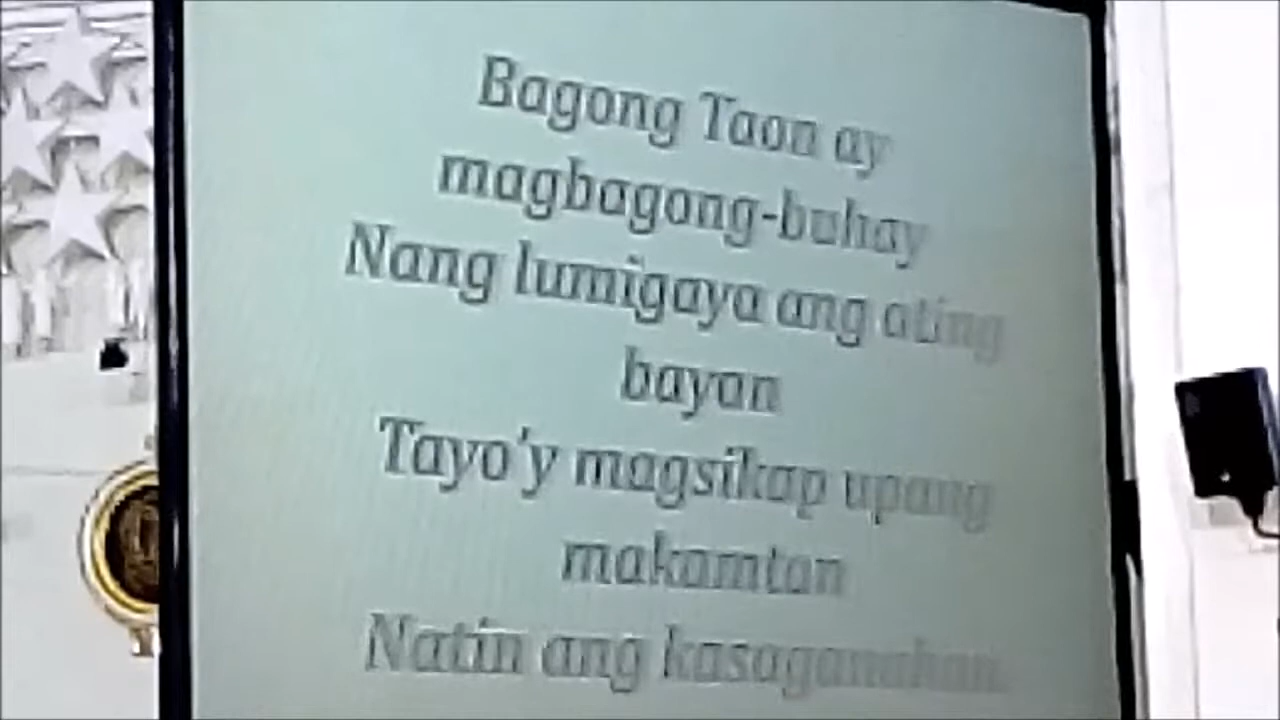 Bagong Taon ay
magbagong-buhay
Nang lumigaya ang ating
bayan
Tayo'y magsikap upang
makamtan
Natin ang kasaganahan.